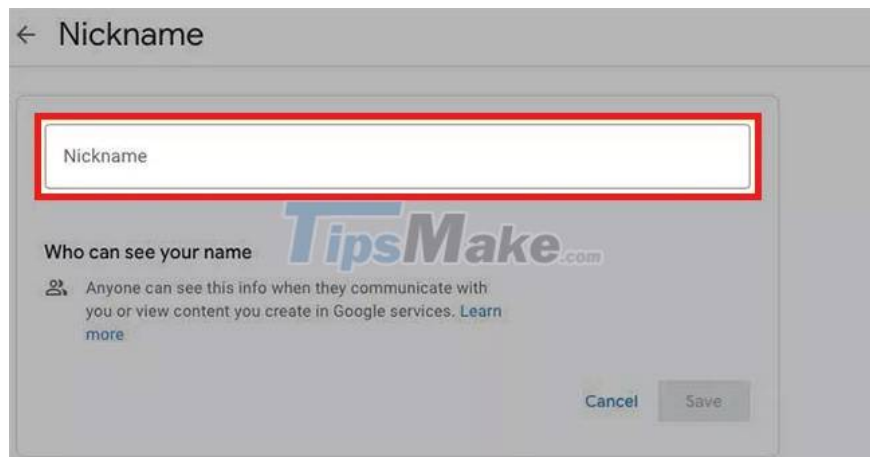 Nickname
Nickname
TipsMake.com
Who can see your name
Anyone can see this info when they communicate with
you or view content you create in Google services. Learn
more
Cancel Save